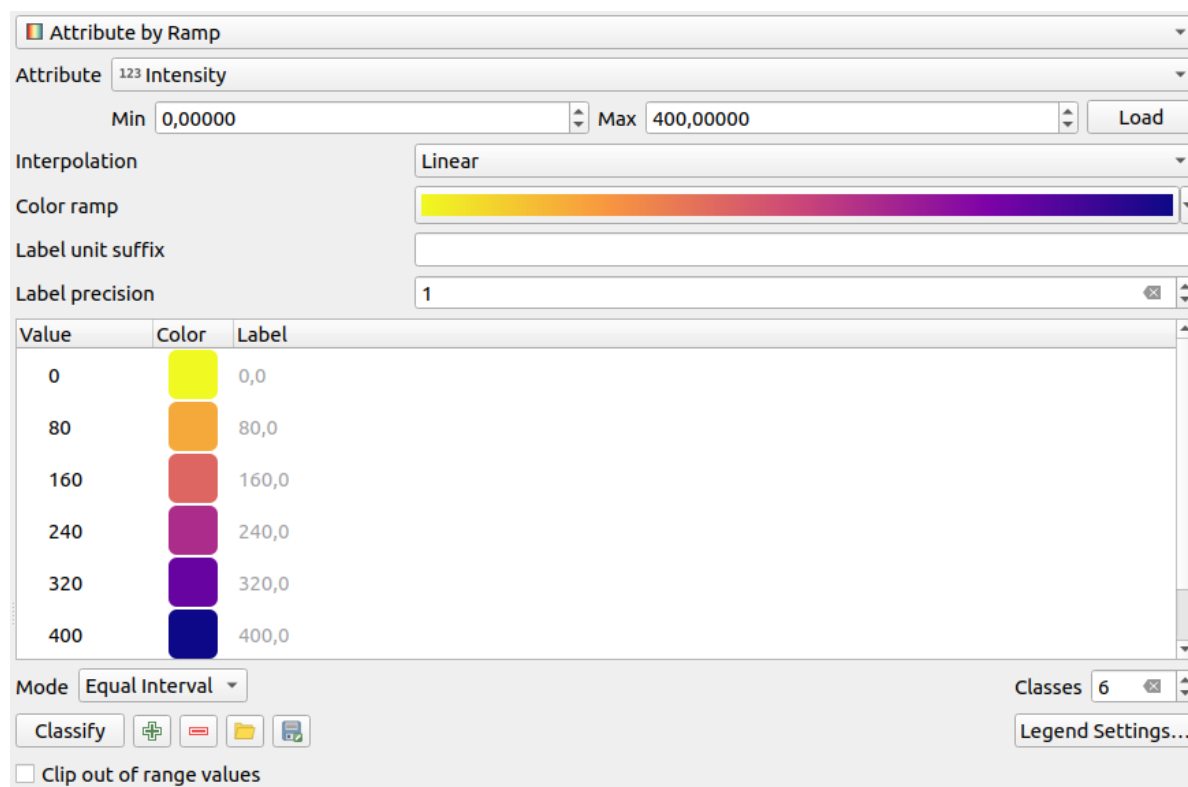 Attribute by Ramp
Attribute 123 Intensity
Min 0,00000 Max 400,00000 Load
Interpolation Linear
Color ramp
Label unit suffix
Label precision 1
Value Color Label
0 0,0
80 80,0
160 160,0
240 240,0
320 320,0
400 400,0
Mode Equal Interval Classes 6
Classify Legend Settings...
Clip out of range values